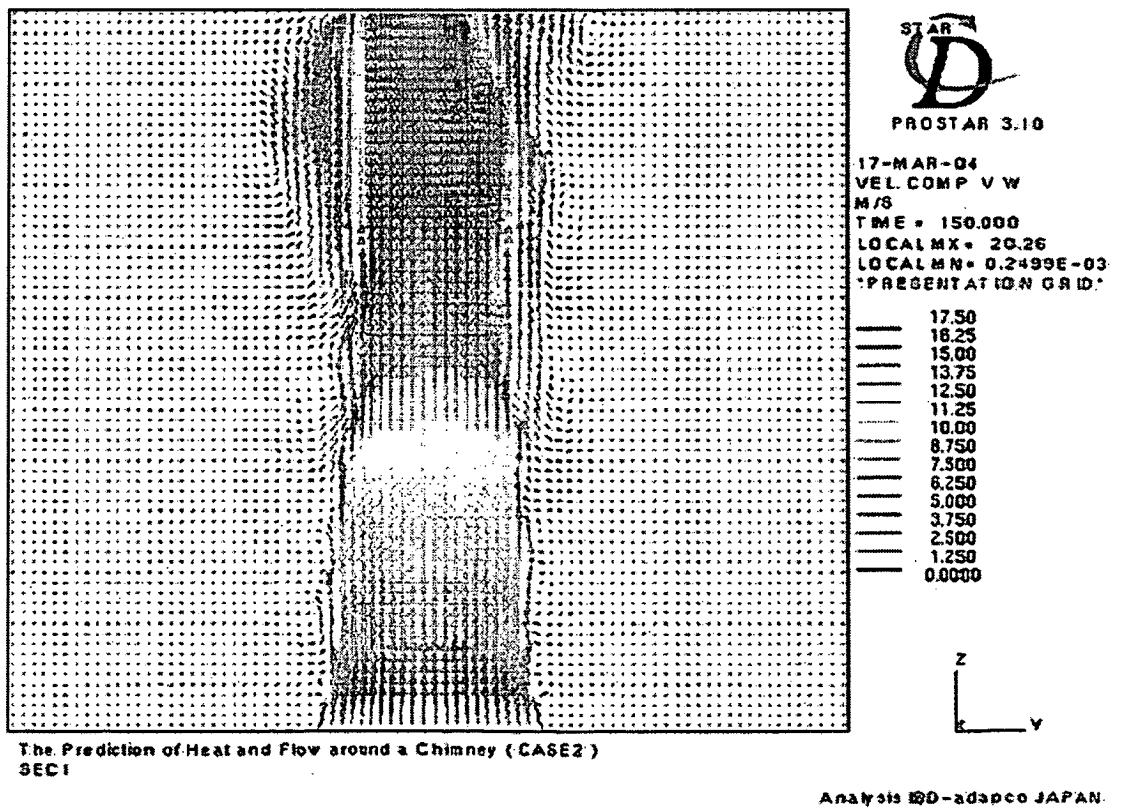 STAR
D
PROSTAR 3.10
17-MAR-04
VEL. COMP V W
M/S
TIME = 150.000
LOCAL MX= 20.26
LOCAL MN= 0.2499E-03
*PRESENTATION GRID*
17.50
16.25
15.00
13.75
12.50
11.25
10.00
8.750
7.500
6.250
5.000
3.750
2.500
1.250
0.0000
Z
X
Y
The Prediction of Heat and Flow around a Chimney (CASE2)
SEC1
Analysis CD-adapco JAPAN